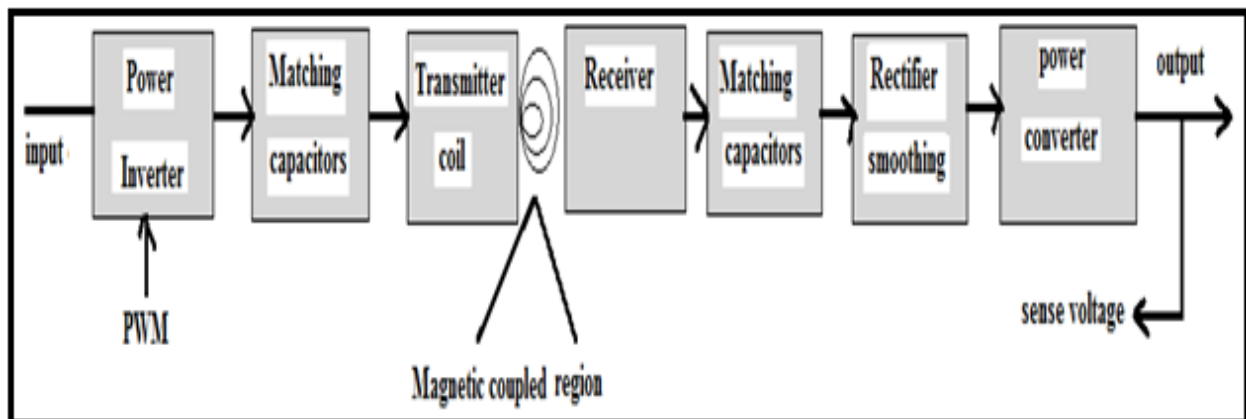 input
Power
Inverter
PWM
Matching
capacitors
Transmitter
coil
Magnetic coupled region
Receiver
Matching
capacitors
Rectifier
smoothing
power
converter
output
sense voltage